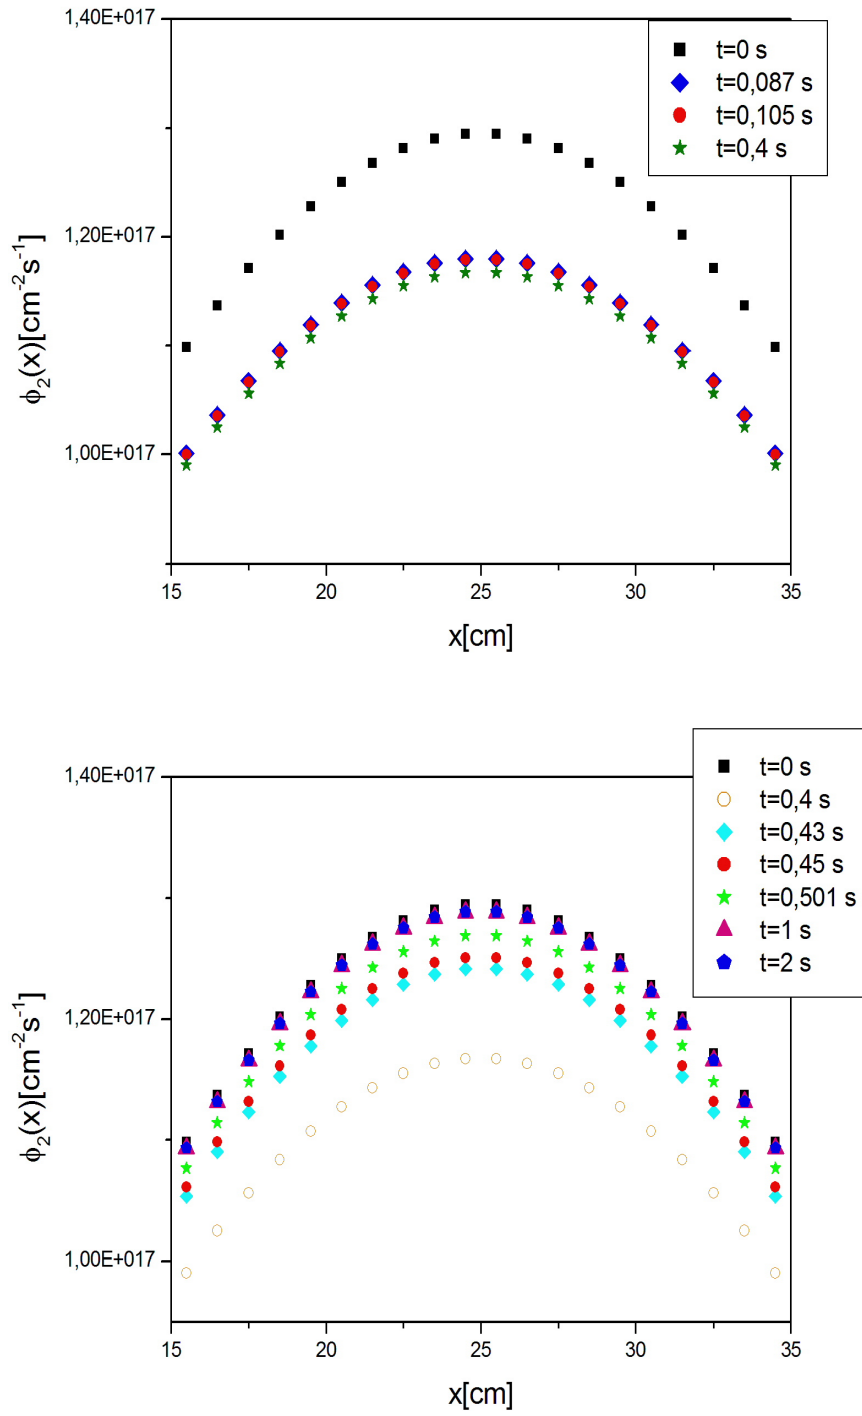 1,40E+017
t=0 s
t=0,087 s
t=0,105 s
t=0,4 s
1,20E+017
ϕ₂(x)[cm⁻²s⁻¹]
1,00E+017
15 20 25 30 35
x[cm]
1,40E+017
t=0 s
t=0,4 s
t=0,43 s
t=0,45 s
t=0,501 s
t=1 s
t=2 s
1,20E+017
ϕ₂(x)[cm⁻²s⁻¹]
1,00E+017
15 20 25 30 35
x[cm]